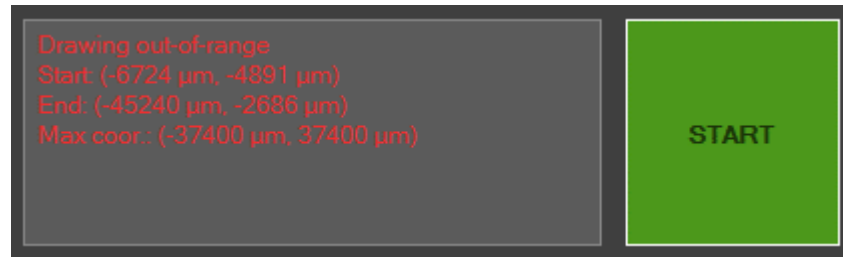 Drawing out-of-range
Start: (-6724 µm, -4891 µm)
End: (-45240 µm, -2686 µm)
Max coor.: (-37400 µm, 37400 µm)
START